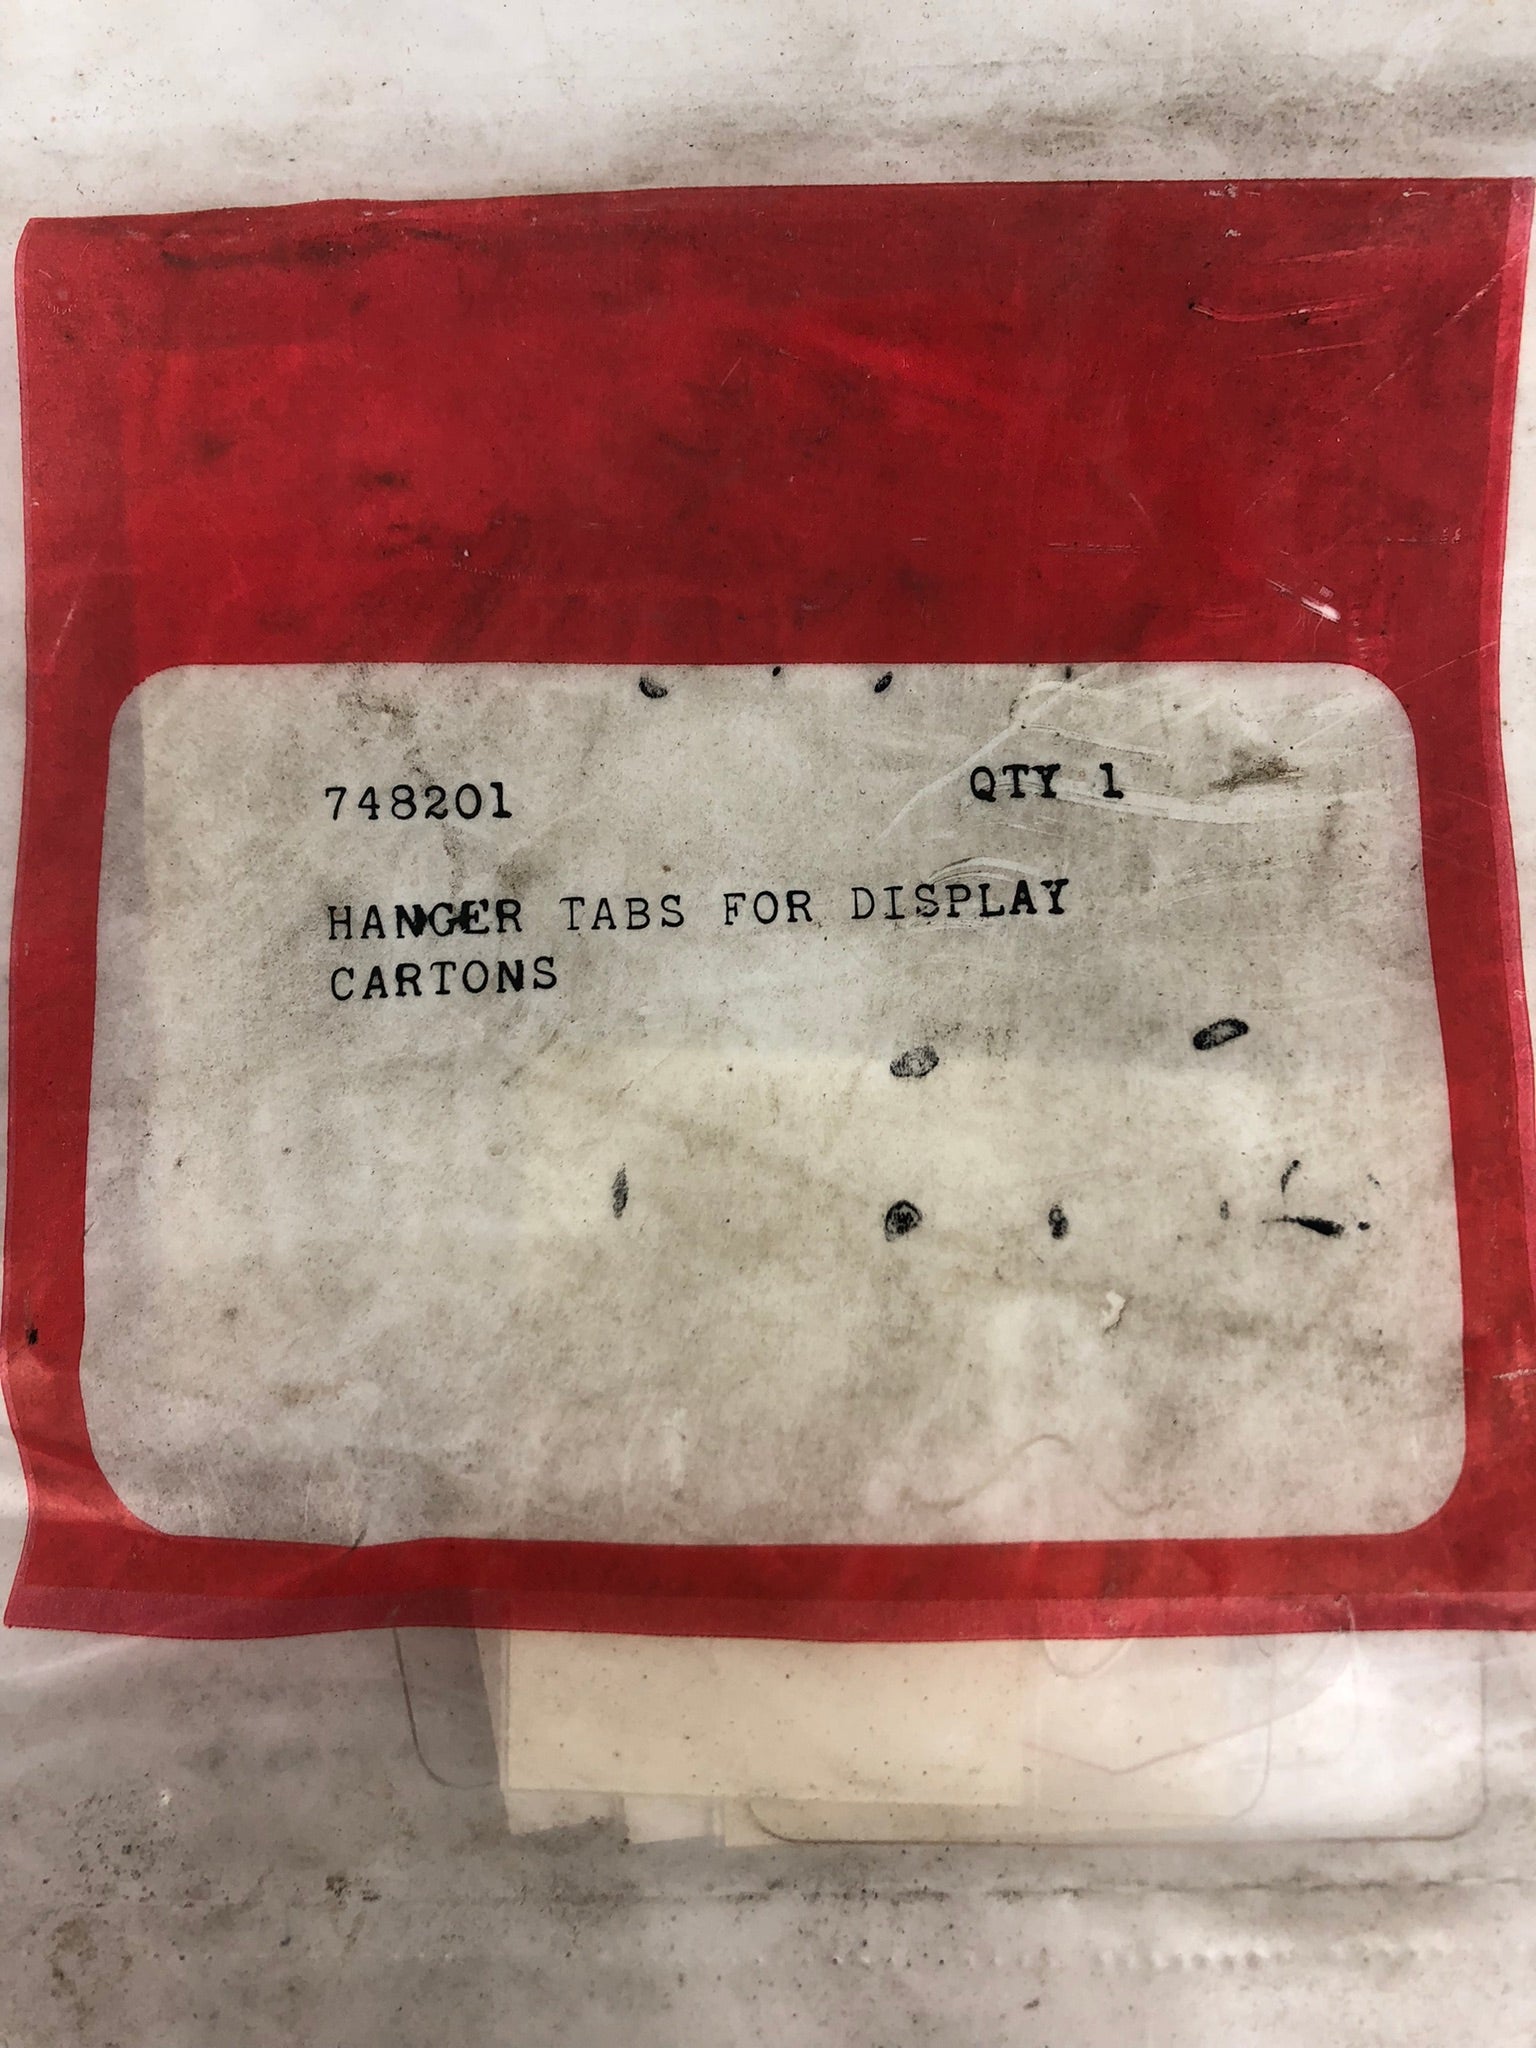 748201 QTY 1
HANGER TABS FOR DISPLAY
CARTONS